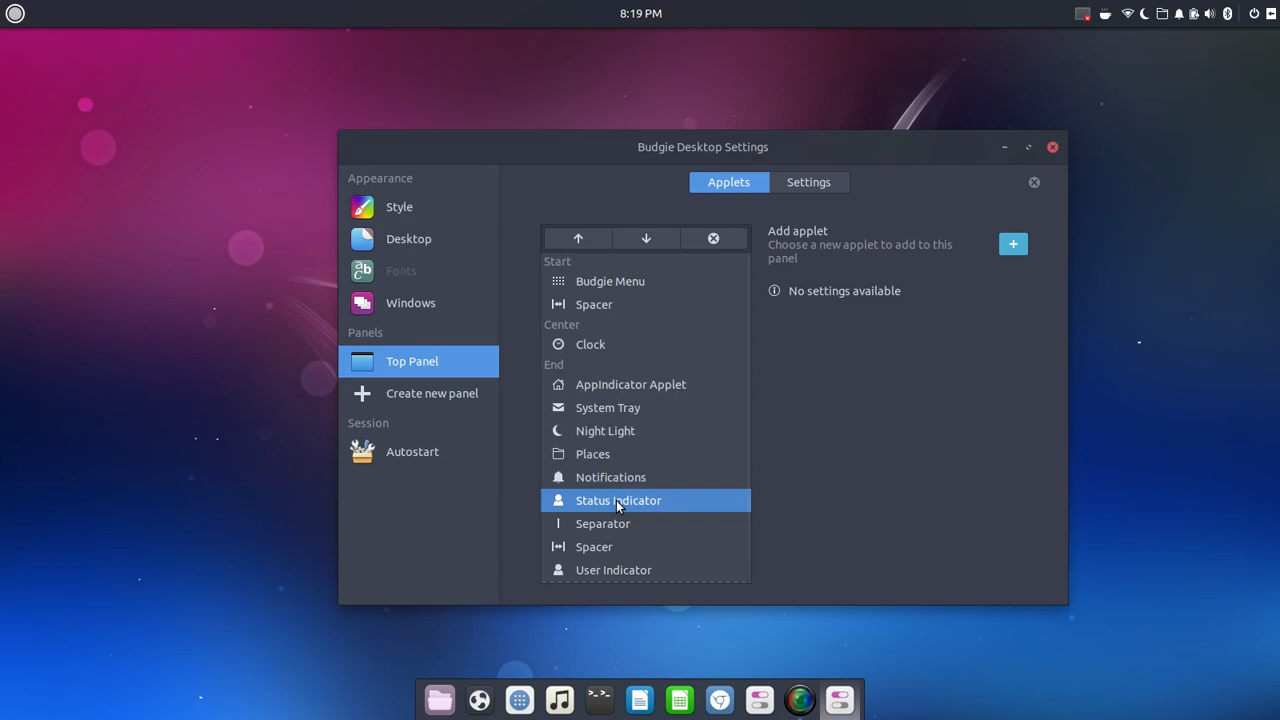 8:19 PM
Budgie Desktop Settings
Appearance
Style
Desktop
abc
Fonts
Windows
Panels
Top Panel
Create new panel
Session
Autostart
Applets
Settings
Start
Budgie Menu
Spacer
Center
Clock
End
AppIndicator Applet
System Tray
Night Light
Places
Notifications
Status Indicator
Separator
Spacer
User Indicator
Add applet
Choose a new applet to add to this
panel
No settings available